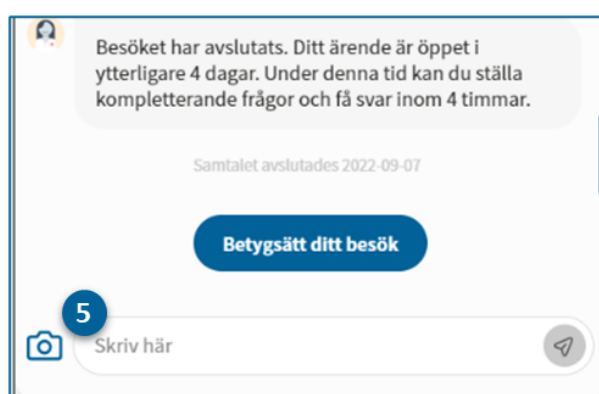 Besöket har avslutats. Ditt ärende är öppet i
ytterligare 4 dagar. Under denna tid kan du ställa
kompletterande frågor och få svar inom 4 timmar.
Samtalet avslutades 2022-09-07
Betygsätt ditt besök
5
Skriv här